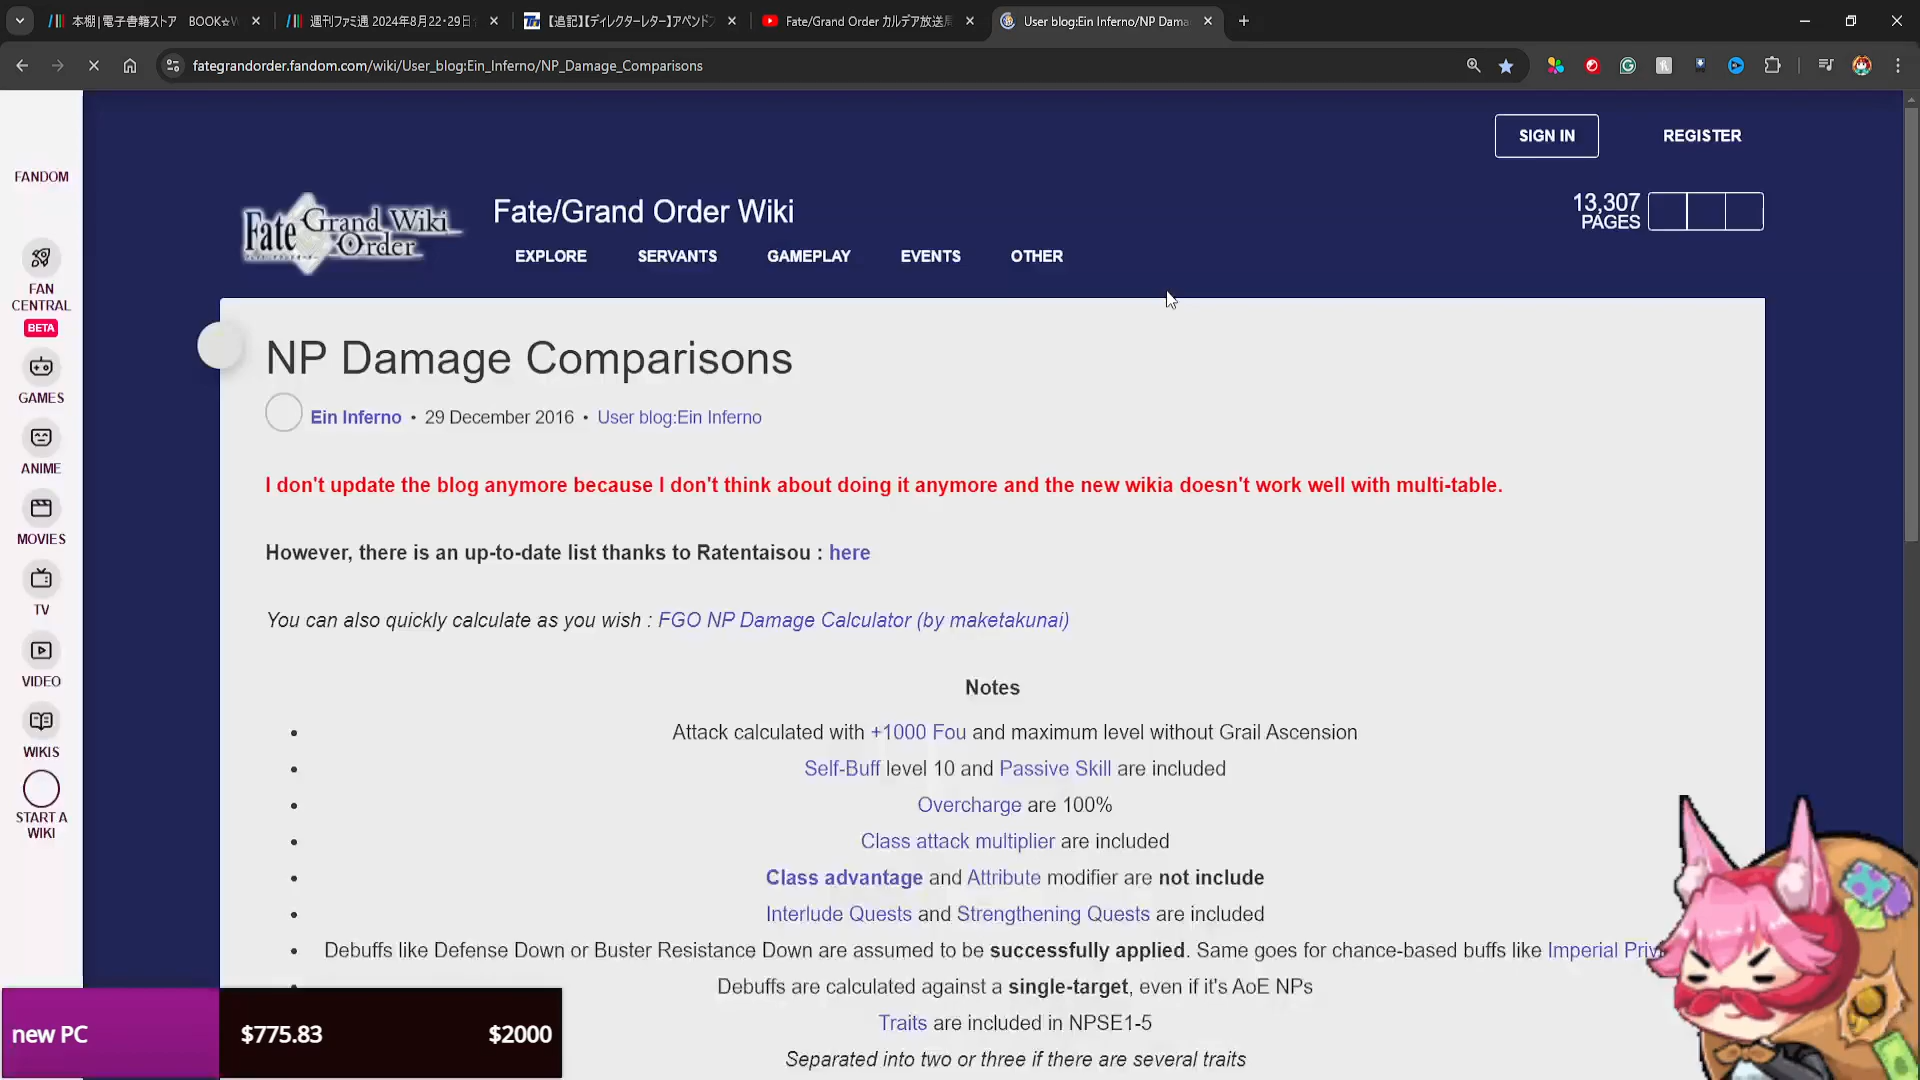 本棚|電子書籍ストア BOOK☆W
週刊ファミ通 2024年8月22・29日
【追記】【ディレクターレター】アペンド
Fate/Grand Order カルデア放送局
User blog:Ein Inferno/NP Dama
fategrandorder.fandom.com/wiki/User_blog:Ein_Inferno/NP_Damage_Comparisons
SIGN IN
REGISTER
FANDOM
FAN
CENTRAL
BETA
GAMES
ANIME
MOVIES
TV
VIDEO
WIKIS
START A
WIKI
Fate Grand Wiki
Order
Fate/Grand Order Wiki
13,307
PAGES
EXPLORE SERVANTS GAMEPLAY EVENTS OTHER
NP Damage Comparisons
Ein Inferno • 29 December 2016 • User blog:Ein Inferno
I don't update the blog anymore because I don't think about doing it anymore and the new wikia doesn't work well with multi-table.
However, there is an up-to-date list thanks to Ratentaisou : here
You can also quickly calculate as you wish : FGO NP Damage Calculator (by maketakunai)
Notes
• Attack calculated with +1000 Fou and maximum level without Grail Ascension
• Self-Buff level 10 and Passive Skill are included
• Overcharge are 100%
• Class attack multiplier are included
• Class advantage and Attribute modifier are not include
• Interlude Quests and Strengthening Quests are included
• Debuffs like Defense Down or Buster Resistance Down are assumed to be successfully applied. Same goes for chance-based buffs like Imperial Privi
• Debuffs are calculated against a single-target, even if it's AoE NPs
Traits are included in NPSE1-5
Separated into two or three if there are several traits
new PC $775.83 $2000